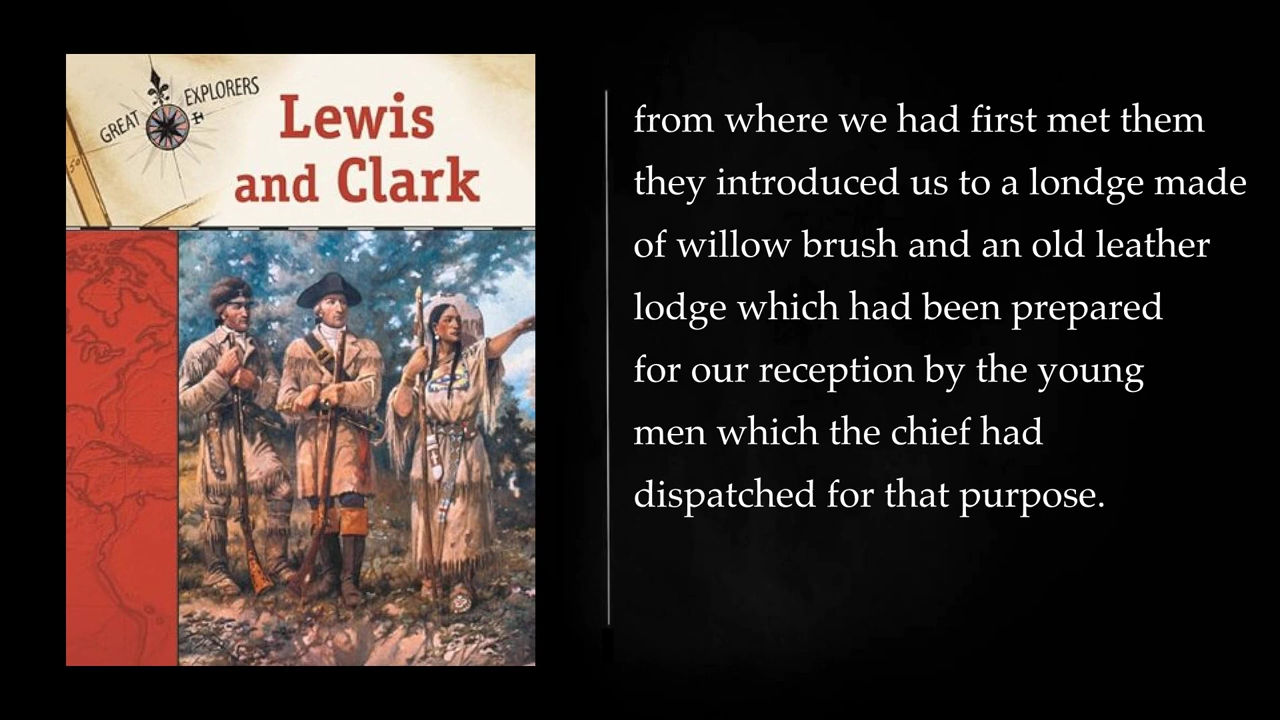 GREAT EXPLORERS
E
Lewis
and Clark
50
from where we had first met them
they introduced us to a londge made
of willow brush and an old leather
lodge which had been prepared
for our reception by the young
men which the chief had
dispatched for that purpose.